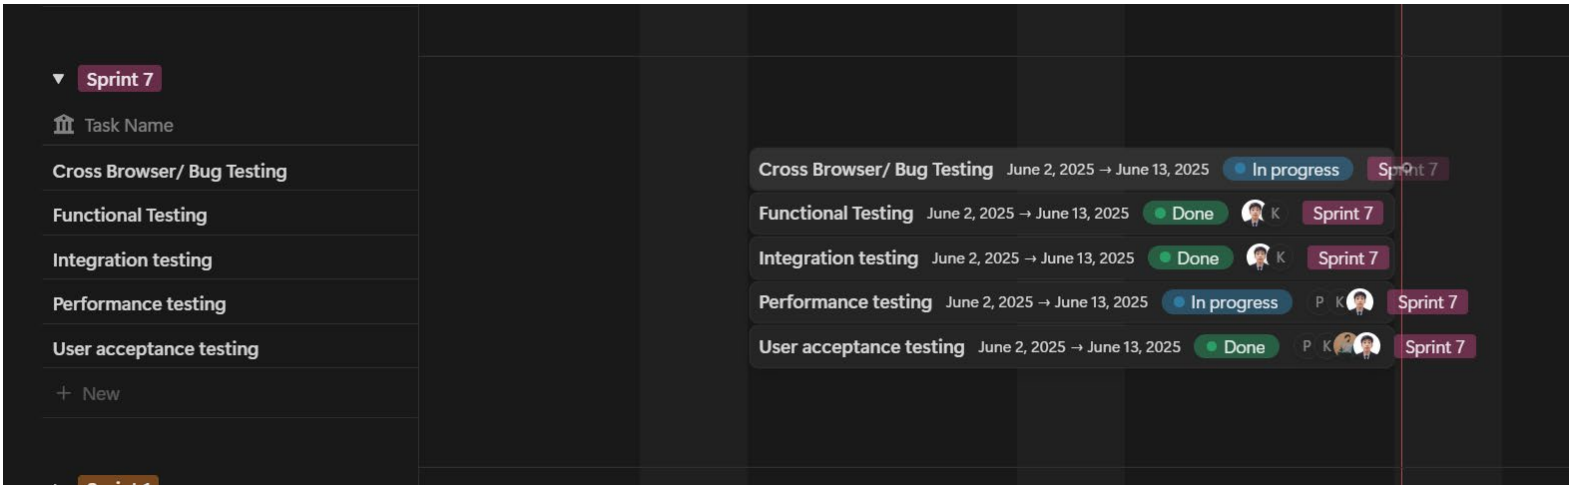 Sprint 7
Task Name
Cross Browser/ Bug Testing
Cross Browser/ Bug Testing June 2, 2025 → June 13, 2025 In progress Sprint 7
Functional Testing
Functional Testing June 2, 2025 → June 13, 2025 Done K Sprint 7
Integration testing
Integration testing June 2, 2025 → June 13, 2025 Done K Sprint 7
Performance testing
Performance testing June 2, 2025 → June 13, 2025 In progress P K Sprint 7
User acceptance testing
User acceptance testing June 2, 2025 → June 13, 2025 Done P K Sprint 7
+ New